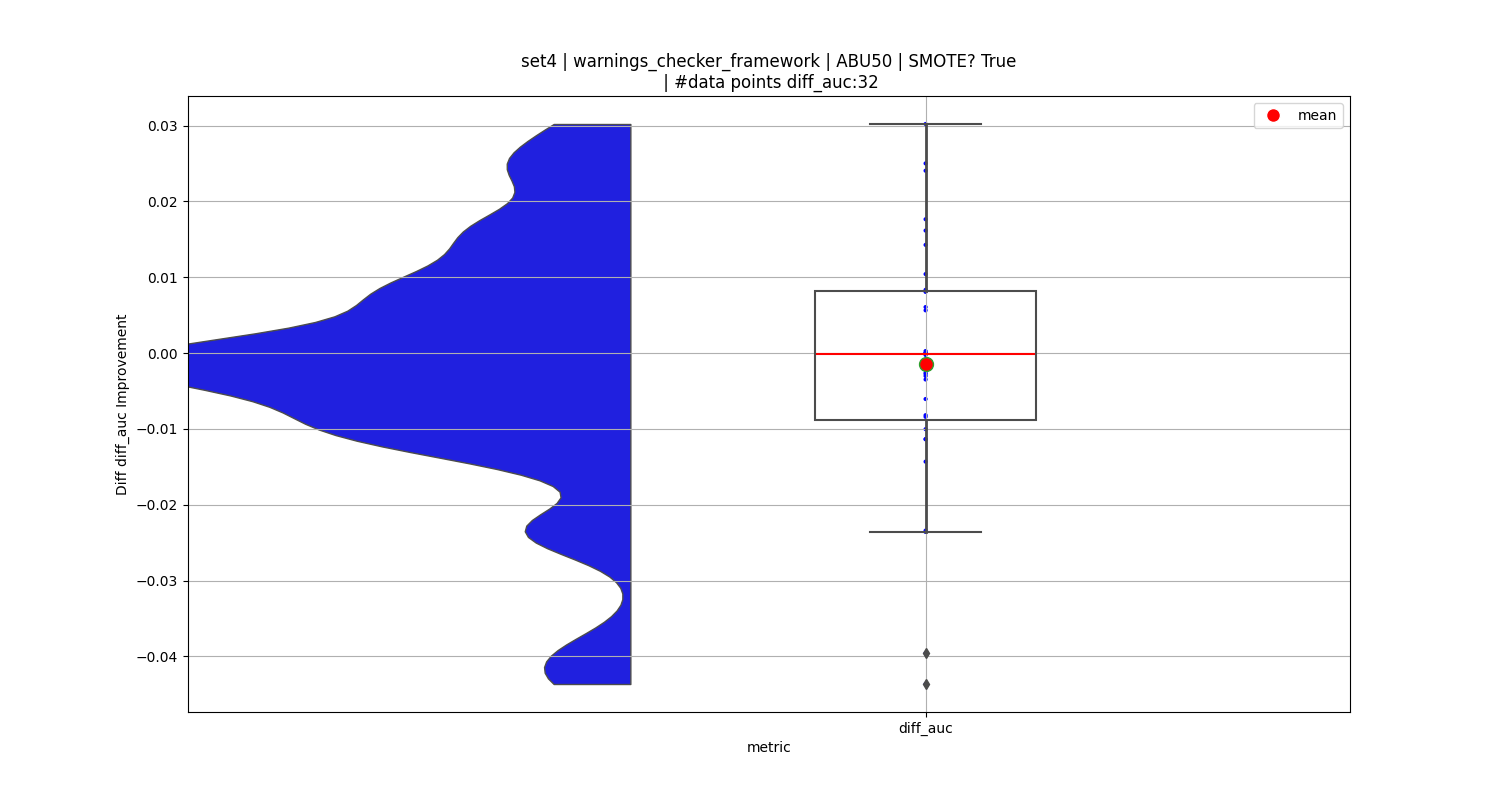 set4 | warnings_checker_framework | ABU50 | SMOTE? True
| #data points diff_auc:32
mean
0.03
0.02
0.01
0.00
−0.01
−0.02
−0.03
−0.04
Diff diff_auc Improvement
diff_auc
metric